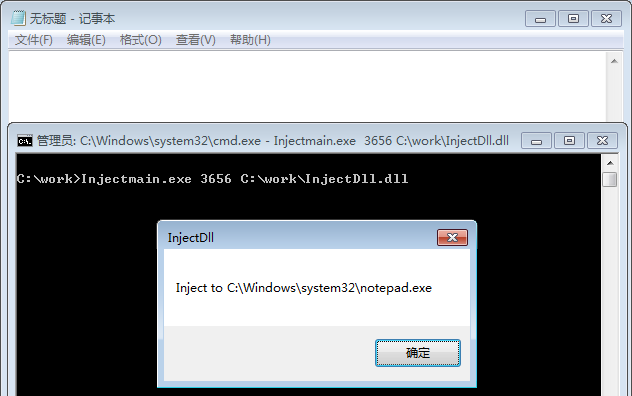 无标题 - 记事本
文件(F) 编辑(E) 格式(O) 查看(V) 帮助(H)
管理员: C:\Windows\system32\cmd.exe - Injectmain.exe  3656 C:\work\InjectDll.dll
C:\work>Injectmain.exe 3656 C:\work\InjectDll.dll
InjectDll
Inject to C:\Windows\system32\notepad.exe
确定